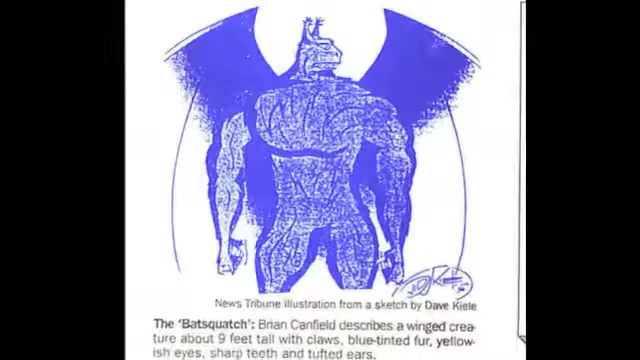 News Tribune illustration from a sketch by Dave Kiele
The 'Batsquatch': Brian Canfield describes a winged crea-
ture about 9 feet tall with claws, blue-tinted fur, yellow-
ish eyes, sharp teeth and tufted ears.